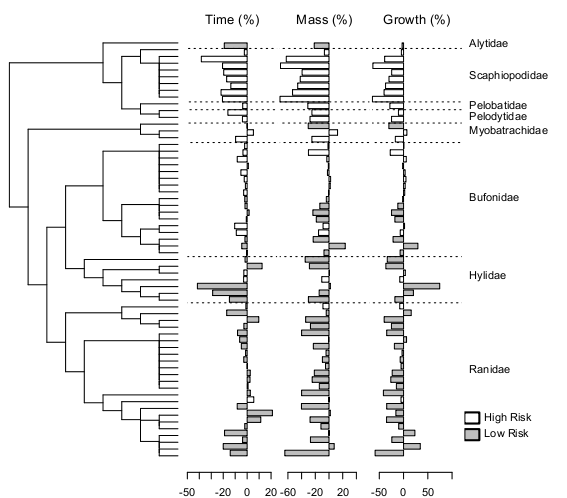 Time (%) Mass (%) Growth (%)
Alytidae
Scaphiopodidae
Pelobatidae
Pelodytidae
Myobatrachidae
Bufonidae
Hylidae
Ranidae
High Risk
Low Risk
-50 -20 0 20 -60 -20 20 -50 0 50